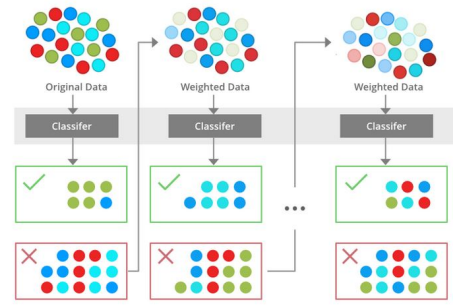 Original Data
Weighted Data
Weighted Data
Classifer
Classifer
Classifer
...